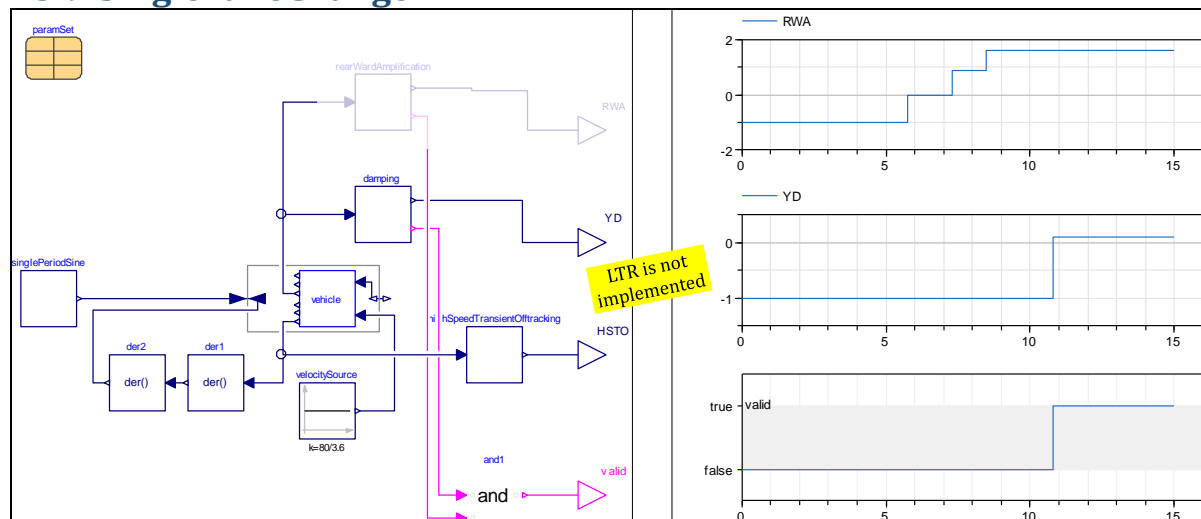 paramSet
rearWardAmplification
RWA
damping
YD
LTR is not
implemented
singlePeriodSine
vehicle
hSpeedTransientOfftracking
HSTO
der2
der1
der()
der()
velocitySource
k=80/3.6
and1
and
valid
RWA
2
0
-2
0
5
10
15
YD
0
-1
0
5
10
15
true
valid
false
0
5
10
15